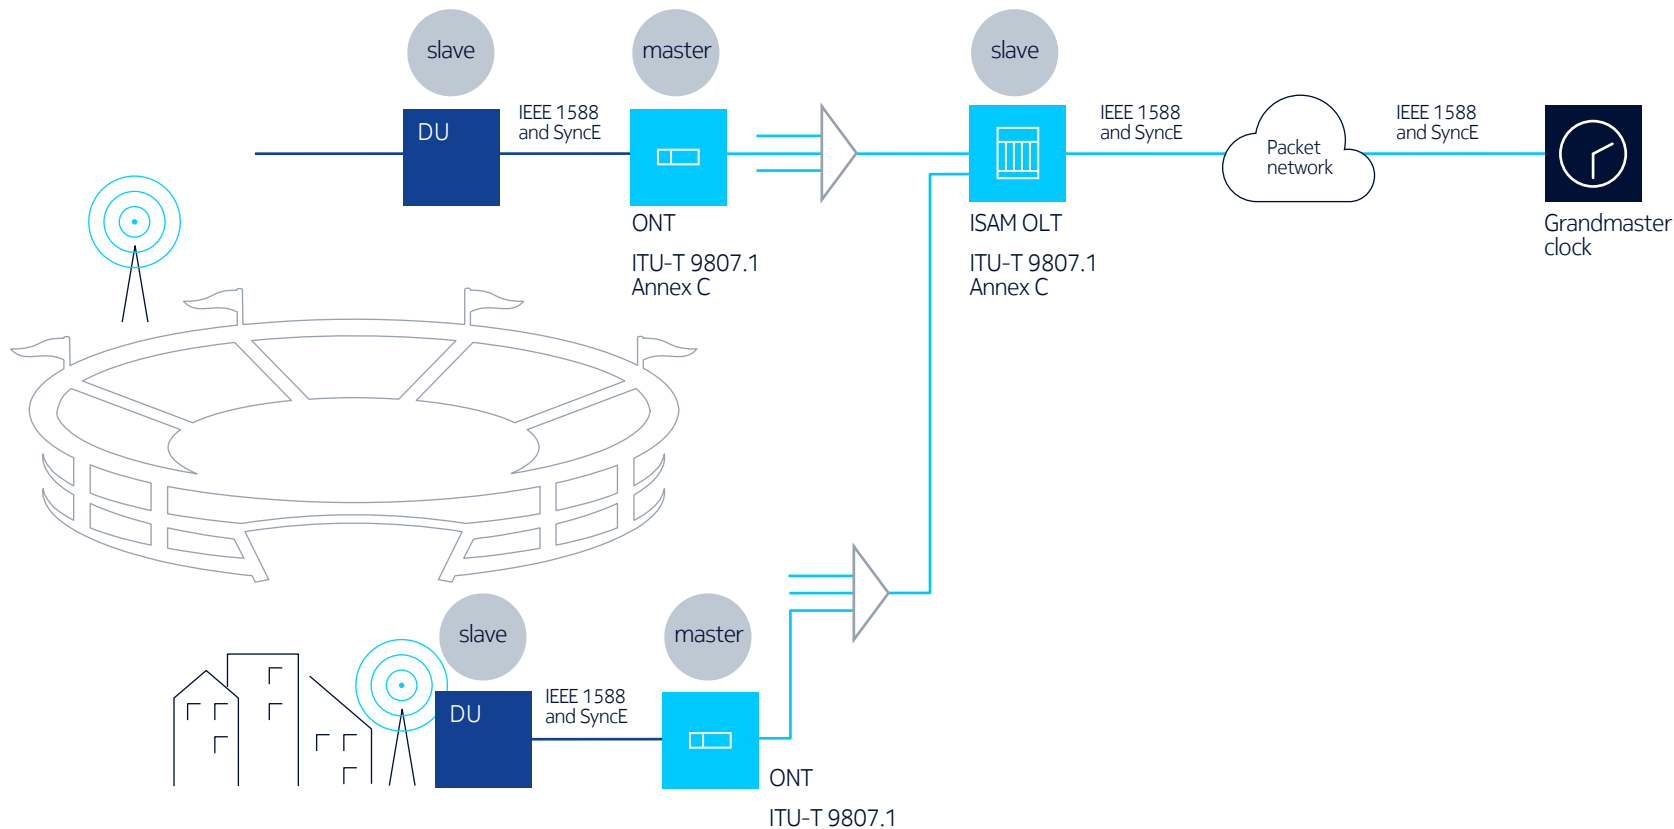 slave
master
slave
DU
IEEE 1588
and SyncE
IEEE 1588
and SyncE
Packet
network
IEEE 1588
and SyncE
ONT
ITU-T 9807.1
Annex C
ISAM OLT
ITU-T 9807.1
Annex C
Grandmaster
clock
slave
master
DU
IEEE 1588
and SyncE
ONT
ITU-T 9807.1